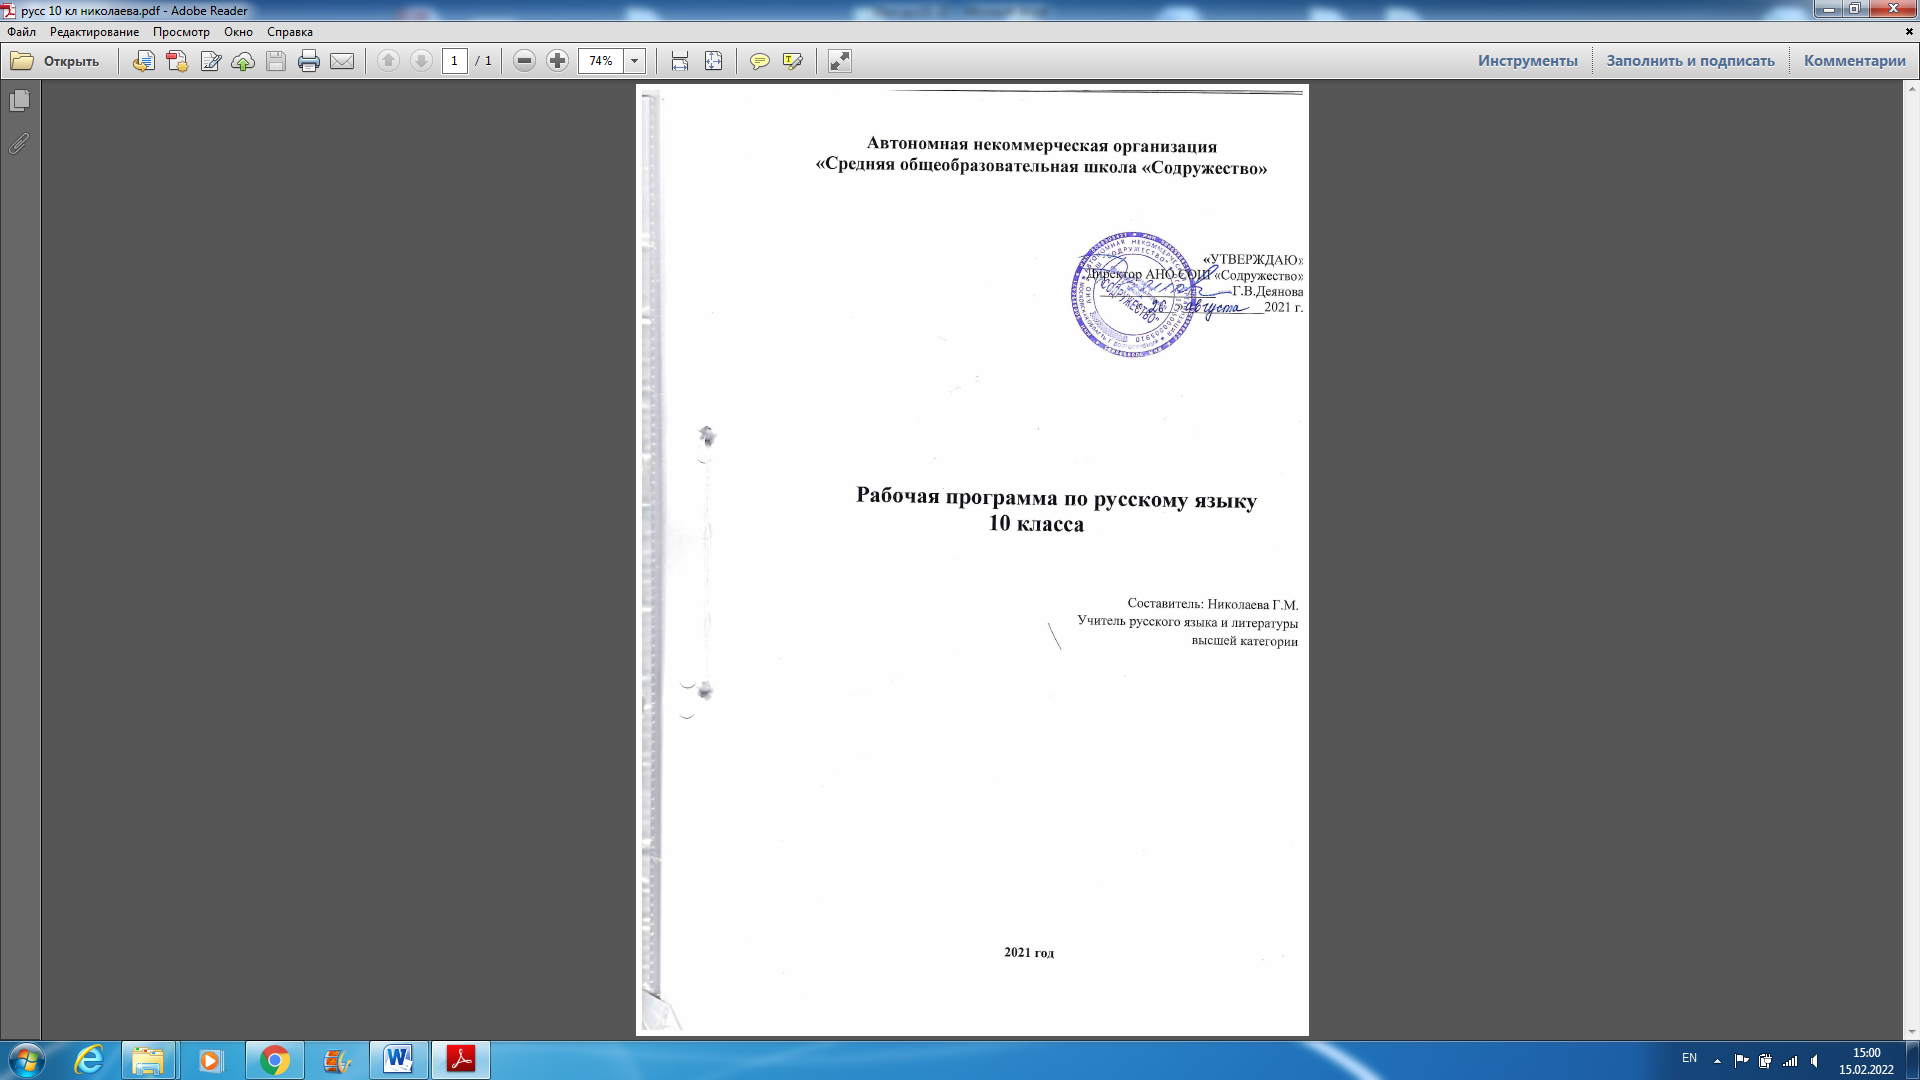 русс 10 кл николаева.pdf - Adobe Reader
Файл Редактирование Просмотр Окно Справка
Открыть 1 / 1 74% Инструменты Заполнить и подписать Комментарии
Автономная некоммерческая организация
«Средняя общеобразовательная школа «Содружество»
«УТВЕРЖДАЮ»
Директор АНО СОШ «Содружество»
Г.В.Деянова
26 августа 2021 г.
СОДРУЖЕСТВО"
Рабочая программа по русскому языку
10 класса
Составитель: Николаева Г.М.
Учитель русского языка и литературы
высшей категории
2021 год
EN
15:00
15.02.2022